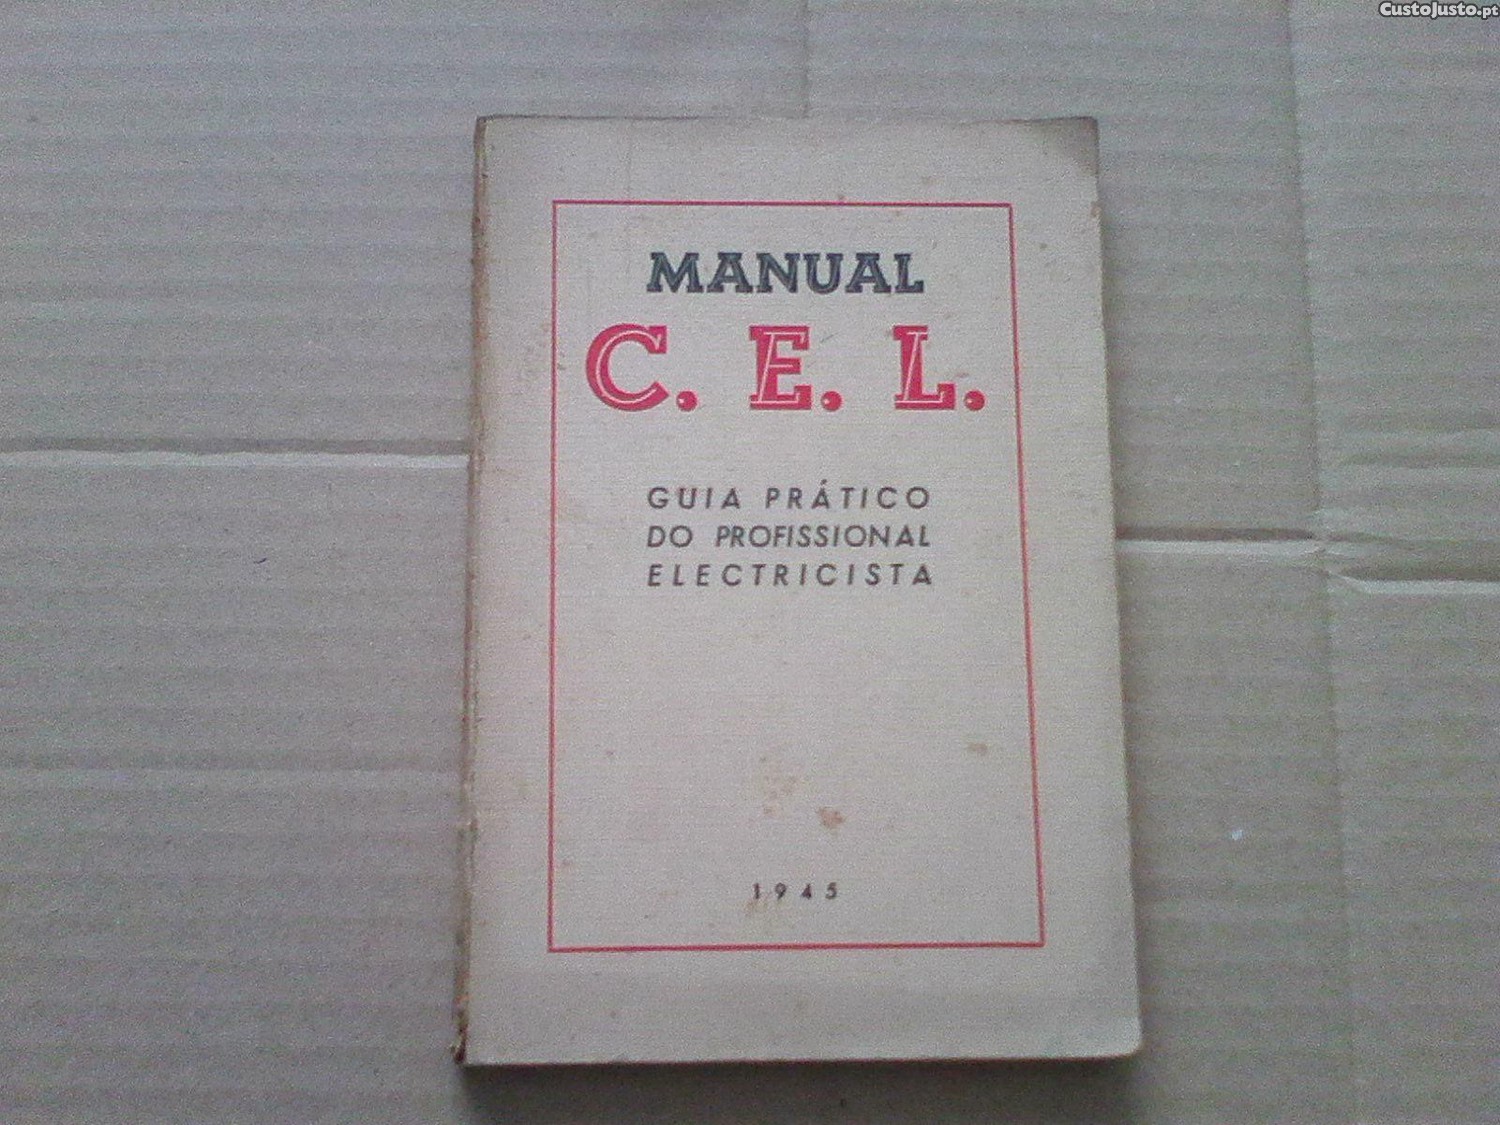 CustoJusto.pt
MANUAL
C. E. L.
GUIA PRÁTICO
DO PROFISSIONAL
ELECTRICISTA
1945